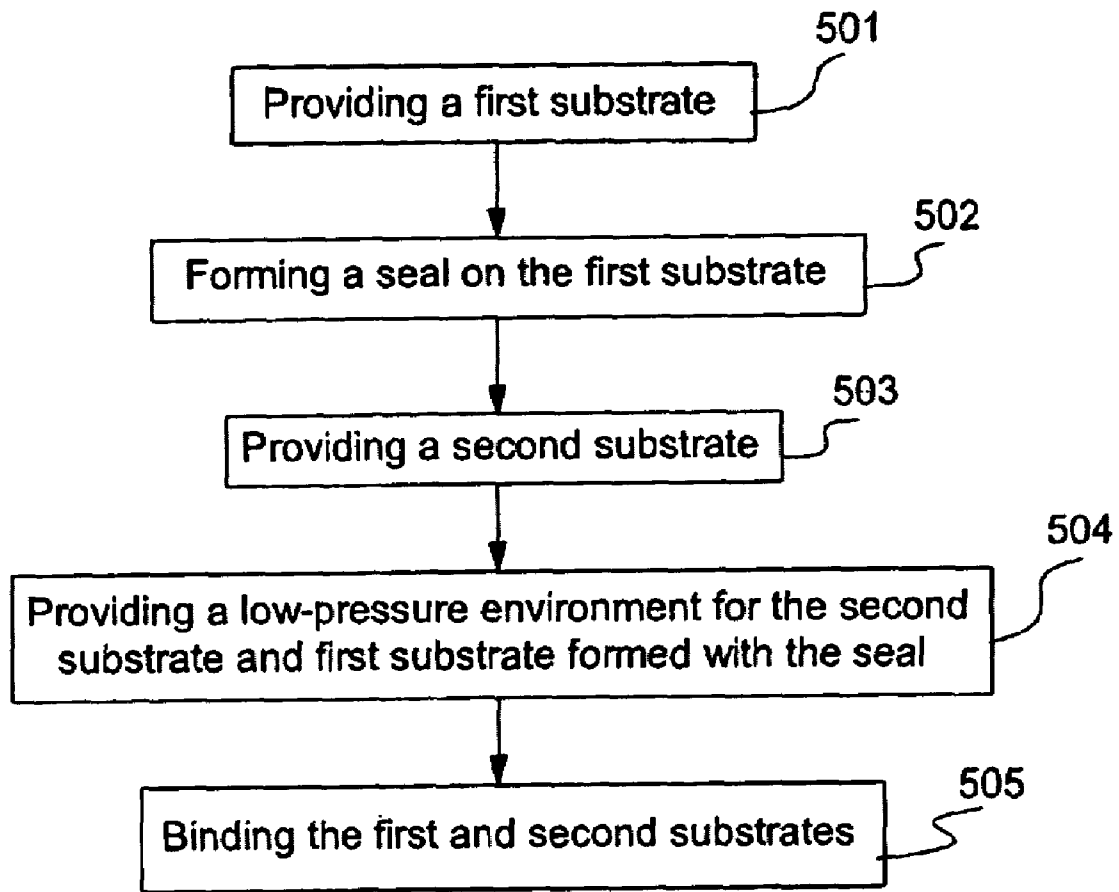 501
Providing a first substrate
502
Forming a seal on the first substrate
503
Providing a second substrate
504
Providing a low-pressure environment for the second
substrate and first substrate formed with the seal
505
Binding the first and second substrates